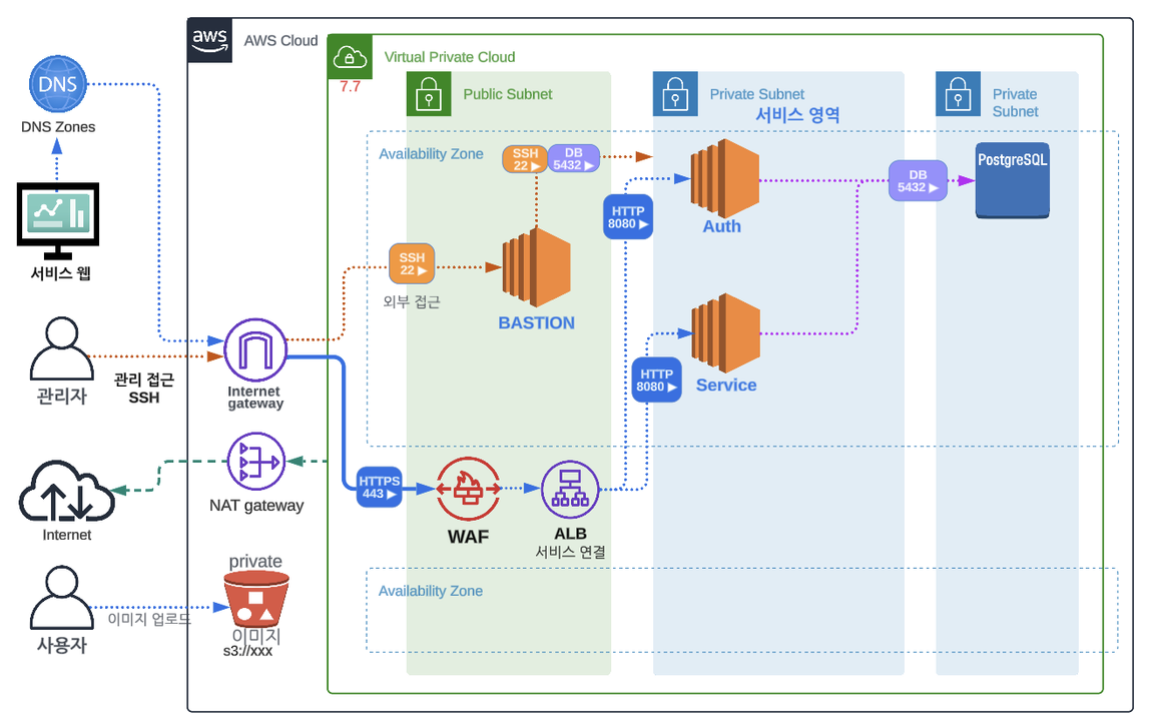 aws
AWS Cloud
Virtual Private Cloud
7.7
DNS
DNS Zones
Public Subnet
Private Subnet
서비스 영역
Private
Subnet
Availability Zone
SSH
22 ▶
DB
5432 ▶
HTTP
8080 ▶
Auth
DB
5432 ▶
PostgreSQL
서비스 웹
SSH
22 ▶
외부 접근
BASTION
관리자
관리 접근
SSH
Internet
gateway
HTTP
8080 ▶
Service
NAT gateway
HTTPS
443 ▶
WAF
ALB
서비스 연결
Internet
private
이미지
s3://xxx
사용자
이미지 업로드
Availability Zone